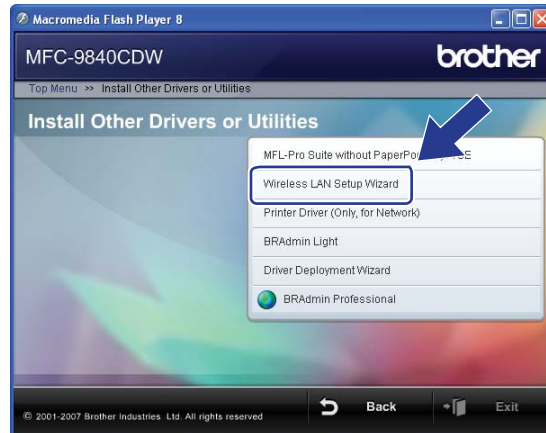 Macromedia Flash Player 8
MFC-9840CDW
brother
Top Menu >> Install Other Drivers or Utilities
Install Other Drivers or Utilities
MFL-Pro Suite without
Wireless LAN Setup Wizard
Printer Driver (Only, for Network)
BRAdmin Light
Driver Deployment Wizard
BRAdmin Professional
© 2001-2007 Brother Industries Ltd. All rights reserved
Back
Exit